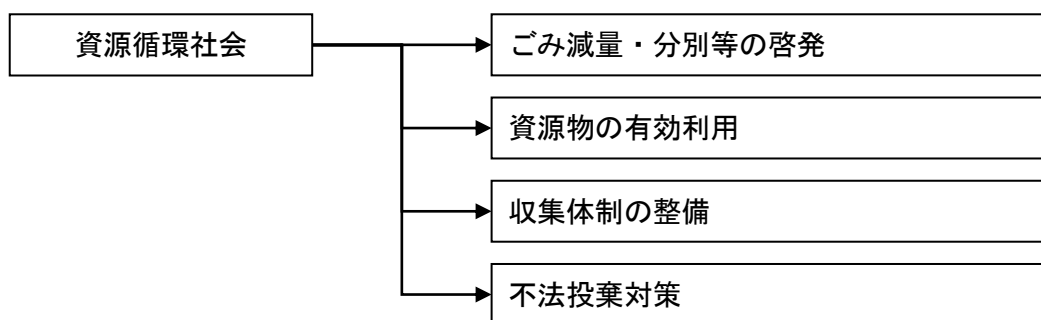 資源循環社会
ごみ減量・分別等の啓発
資源物の有効利用
収集体制の整備
不法投棄対策